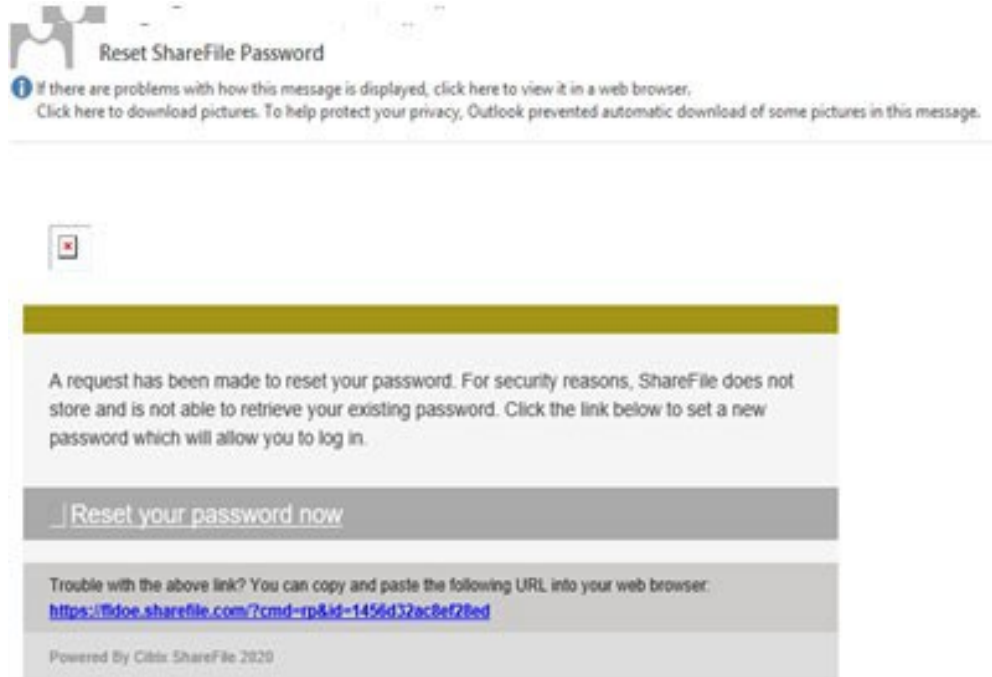 Reset ShareFile Password
If there are problems with how this message is displayed, click here to view it in a web browser.
Click here to download pictures. To help protect your privacy, Outlook prevented automatic download of some pictures in this message.
A request has been made to reset your password. For security reasons, ShareFile does not
store and is not able to retrieve your existing password. Click the link below to set a new
password which will allow you to log in.
Reset your password now
Trouble with the above link? You can copy and paste the following URL into your web browser:
https://fldoe.sharefile.com/?cmd=rp&id=1456d32ac8ef28ed
Powered By Citrix ShareFile 2020